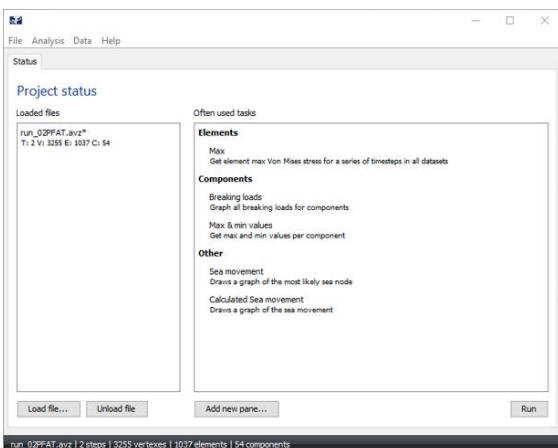 File Analysis Data Help
Status
Project status
Loaded files
Often used tasks
run_02PFAT.avz*
T: 2 V: 3255 E: 1037 C: 54
Elements
Max
Get element max Von Mises stress for a series of timesteps in all datasets
Components
Breaking loads
Graph all breaking loads for components
Max & min values
Get max and min values per component
Other
Sea movement
Draws a graph of the most likely sea node
Calculated Sea movement
Draws a graph of the sea movement
Load file... Unload file Add new pane... Run
run_02PFAT.avz | 2 steps | 3255 vertexes | 1037 elements | 54 components